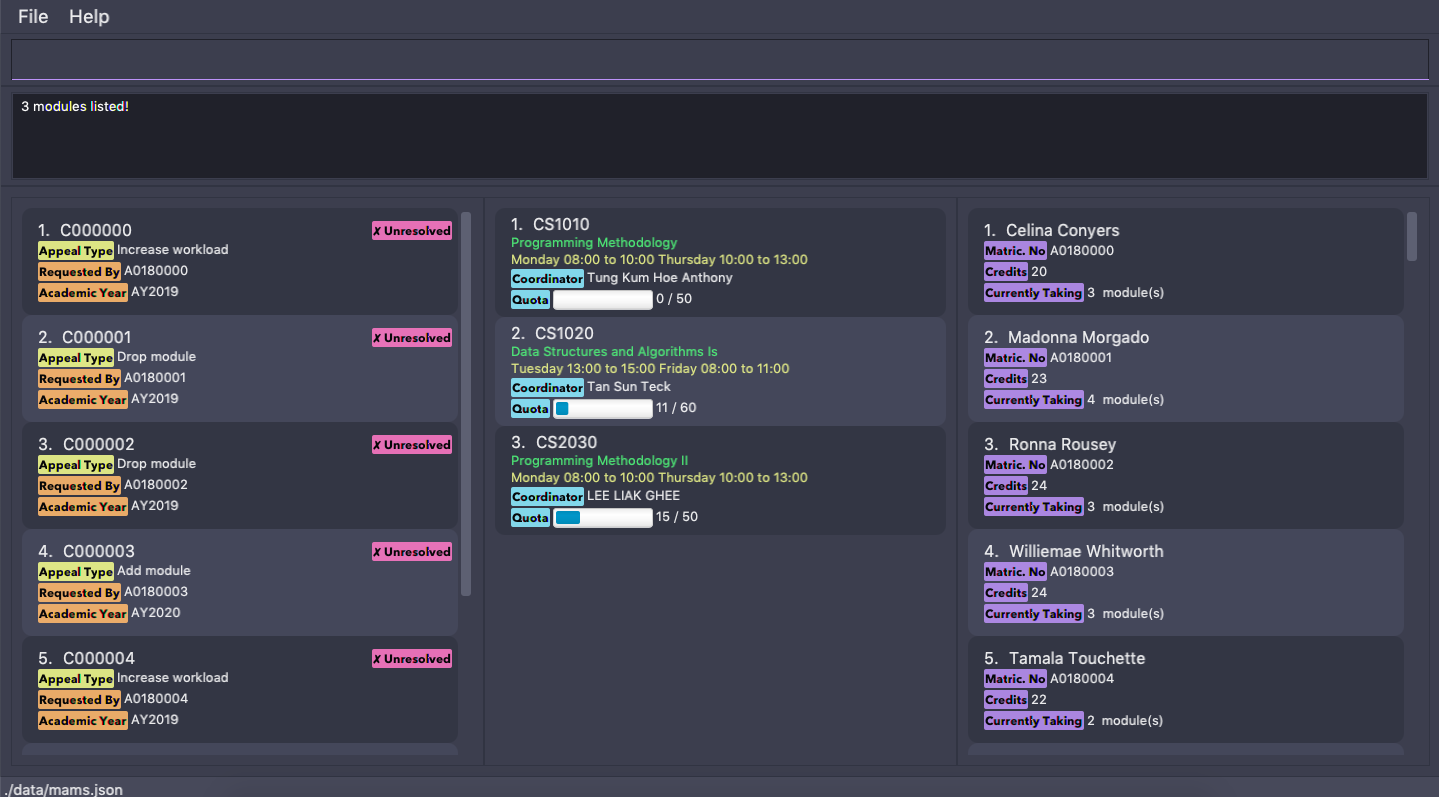 File Help
3 modules listed!
1. C000000
✗ Unresolved
Appeal Type Increase workload
Requested By A0180000
Academic Year AY2019
2. C000001
✗ Unresolved
Appeal Type Drop module
Requested By A0180001
Academic Year AY2019
3. C000002
✗ Unresolved
Appeal Type Drop module
Requested By A0180002
Academic Year AY2019
4. C000003
✗ Unresolved
Appeal Type Add module
Requested By A0180003
Academic Year AY2020
5. C000004
✗ Unresolved
Appeal Type Increase workload
Requested By A0180004
Academic Year AY2019
1. CS1010
Programming Methodology
Monday 08:00 to 10:00 Thursday 10:00 to 13:00
Coordinator Tung Kum Hoe Anthony
Quota 0 / 50
2. CS1020
Data Structures and Algorithms Is
Tuesday 13:00 to 15:00 Friday 08:00 to 11:00
Coordinator Tan Sun Teck
Quota 11 / 60
3. CS2030
Programming Methodology II
Monday 08:00 to 10:00 Thursday 10:00 to 13:00
Coordinator LEE LIAK GHEE
Quota 15 / 50
1. Celina Conyers
Matric. No A0180000
Credits 20
Currently Taking 3 module(s)
2. Madonna Morgado
Matric. No A0180001
Credits 23
Currently Taking 4 module(s)
3. Ronna Rousey
Matric. No A0180002
Credits 24
Currently Taking 3 module(s)
4. Williemae Whitworth
Matric. No A0180003
Credits 24
Currently Taking 3 module(s)
5. Tamala Touchette
Matric. No A0180004
Credits 22
Currently Taking 2 module(s)
./data/mams.json